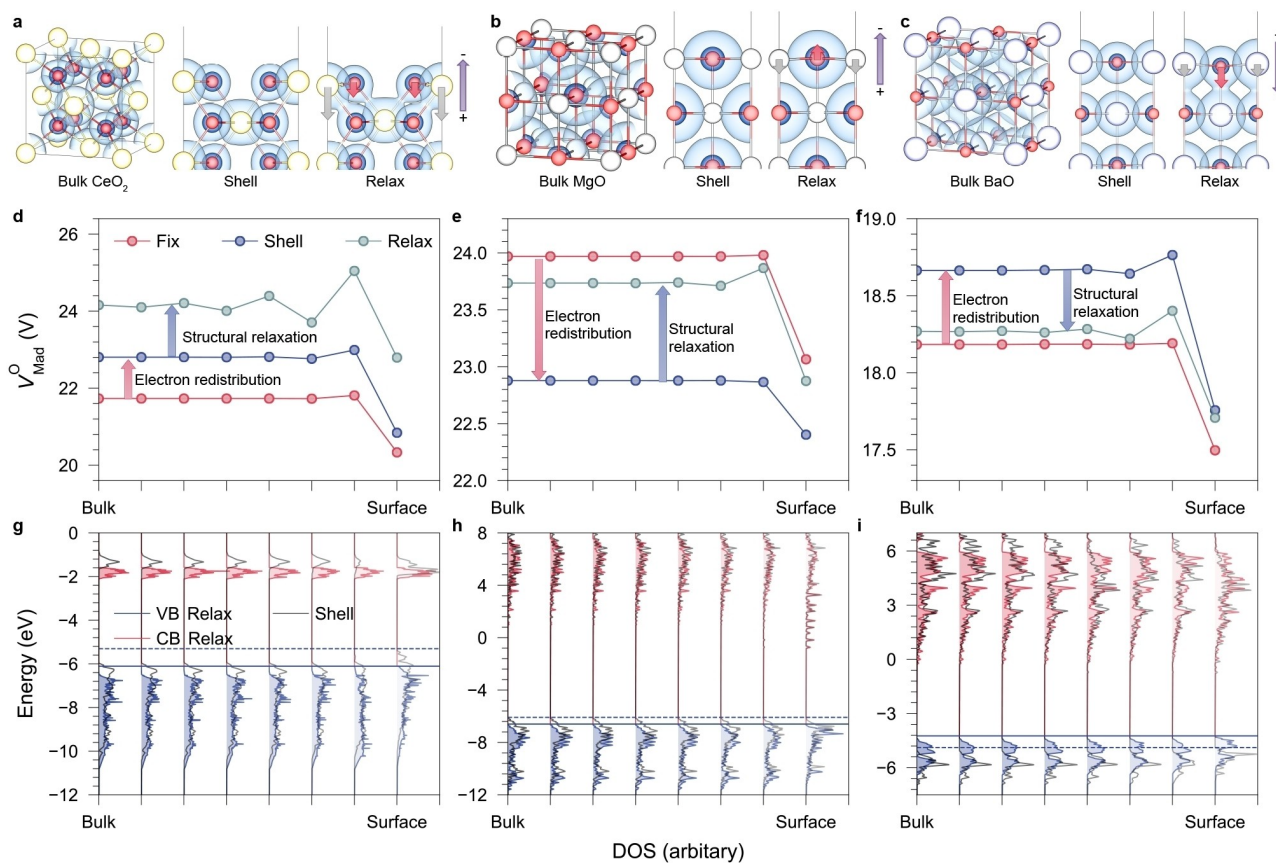 a
b
c
-
+
-
+
-
Bulk CeO2
Shell
Relax
Bulk MgO
Shell
Relax
Bulk BaO
Shell
Relax
d
e
f
26
24
22
20
V^O_Mad (V)
Fix
Shell
Relax
Structural relaxation
Electron redistribution
24.0
23.5
23.0
22.5
22.0
Electron
redistribution
Structural
relaxation
19.0
18.5
18.0
17.5
Electron
redistribution
Structural
relaxation
Bulk
Surface
Bulk
Surface
Bulk
Surface
g
h
i
0
−2
−4
−6
−8
−10
−12
Energy (eV)
VB Relax
Shell
CB Relax
8
4
0
−4
−8
−12
6
3
0
−3
−6
Bulk
Surface
Bulk
Surface
Bulk
Surface
DOS (arbitary)